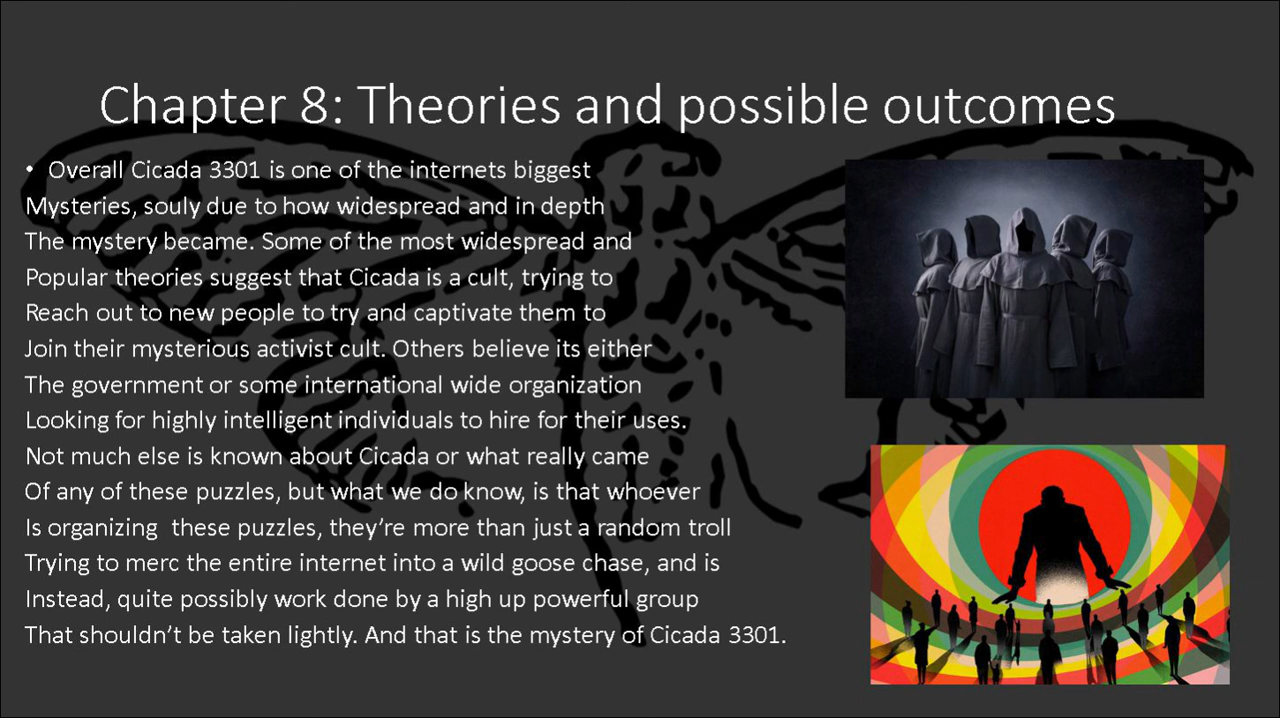 Chapter 8: Theories and possible outcomes
• Overall Cicada 3301 is one of the internets biggest
Mysteries, souly due to how widespread and in depth
The mystery became. Some of the most widespread and
Popular theories suggest that Cicada is a cult, trying to
Reach out to new people to try and captivate them to
Join their mysterious activist cult. Others believe its either
The government or some international wide organization
Looking for highly intelligent individuals to hire for their uses.
Not much else is known about Cicada or what really came
Of any of these puzzles, but what we do know, is that whoever
Is organizing  these puzzles, they’re more than just a random troll
Trying to merc the entire internet into a wild goose chase, and is
Instead, quite possibly work done by a high up powerful group
That shouldn’t be taken lightly. And that is the mystery of Cicada 3301.